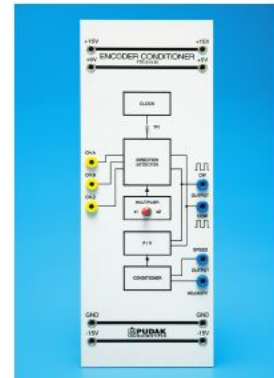 +15V +15V
+5V +5V
ENCODER CONDITIONER
CLOCK
TP1
CH.A
CH.B
CH.Z
DIRECTION
DETECTOR
MULTIPLIER
x1 x2
CW
OUTPUT
CCW
F / V
SPEED
CONDITIONER
OUTPUT
VELOCITY
GND GND
PUDAK
-15V -15V